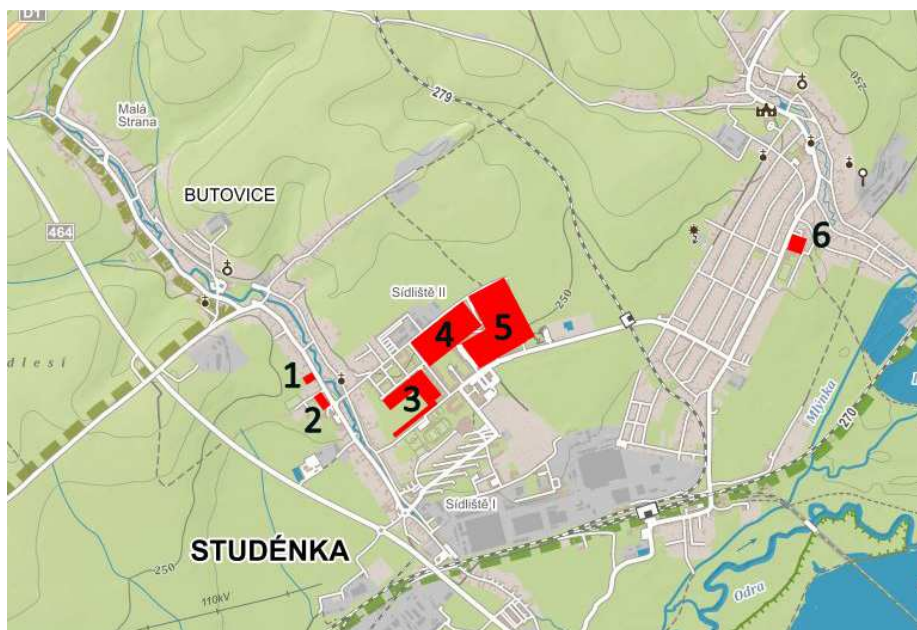 D1
279
250
Malá
Strana
BUTOVICE
464
6
Sídliště II
250
5
4
1
3
2
Mlýnka
270
Sídliště I
STUDÉNKA
250
110kV
Odra